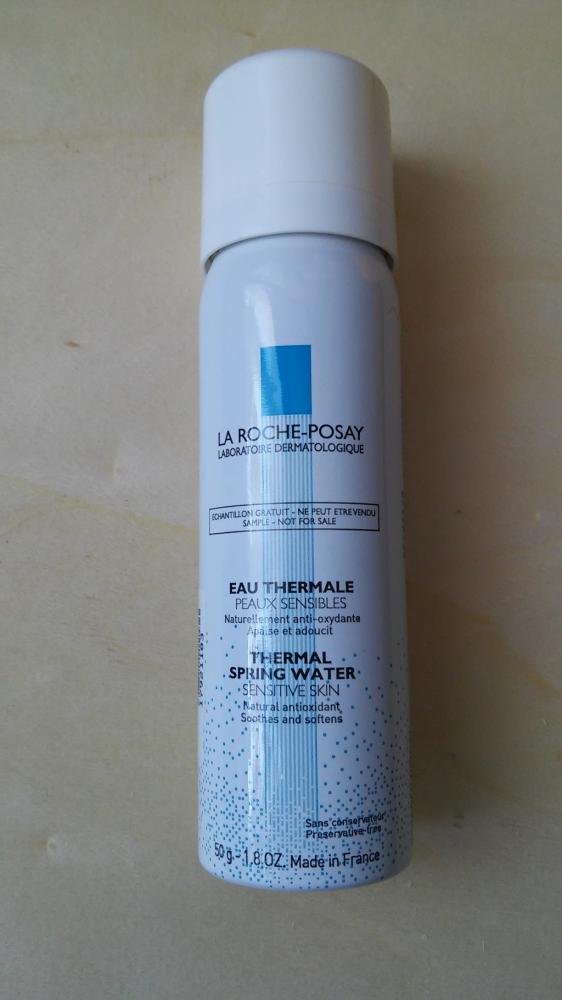 LA ROCHE-POSAY
LABORATOIRE DERMATOLOGIQUE
ECHANTILLON GRATUIT - NE PEUT ETRE VENDU
SAMPLE - NOT FOR SALE
EAU THERMALE
PEAUX SENSIBLES
Naturellement anti-oxydante
Apaise et adoucit
THERMAL
SPRING WATER
SENSITIVE SKIN
Natural antioxidant
Soothes and softens
Sans conservateur
Preservative-free
50 g - 1.8 OZ. Made in France